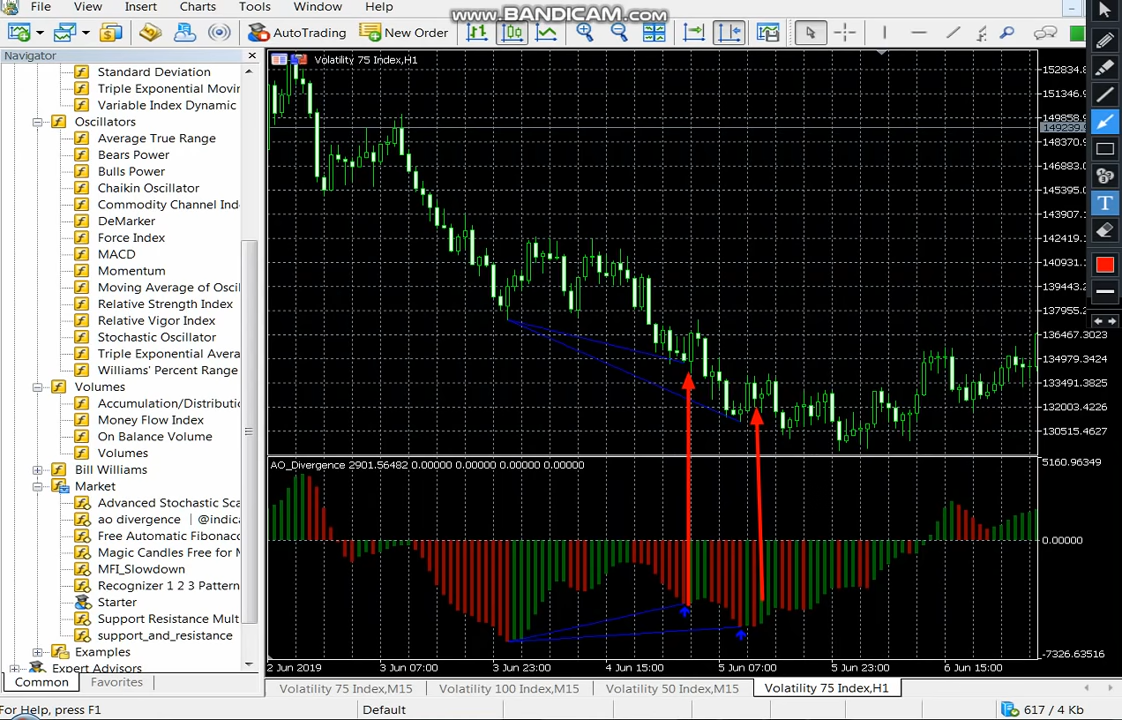 File View Insert Charts Tools Window Help
www.BANDICAM.com
AutoTrading New Order
Navigator
Standard Deviation
Triple Exponential Movir
Variable Index Dynamic
Oscillators
Average True Range
Bears Power
Bulls Power
Chaikin Oscillator
Commodity Channel Ind
DeMarker
Force Index
MACD
Momentum
Moving Average of Oscil
Relative Strength Index
Relative Vigor Index
Stochastic Oscillator
Triple Exponential Avera
Williams' Percent Range
Volumes
Accumulation/Distributic
Money Flow Index
On Balance Volume
Volumes
Bill Williams
Market
Advanced Stochastic Sca
ao divergence | @indica
Free Automatic Fibonacc
Magic Candles Free for M
MFI_Slowdown
Recognizer 1 2 3 Pattern
Starter
Support Resistance Mult
support_and_resistance
Examples
Expert Advisors
Common Favorites
Volatility 75 Index,H1
152834.8
151346.9
149858.9
149239.
148370.9
146883.0
145395.0
143907.1
142419.1
140931.1
139443.2
137955.2
136467.3023
134979.3424
133491.3825
132003.4226
130515.4627
AO_Divergence 2901.56482 0.00000 0.00000 0.00000 0.00000
5160.96349
0.00000
-7326.63516
2 Jun 2019 3 Jun 07:00 3 Jun 23:00 4 Jun 15:00 5 Jun 07:00 5 Jun 23:00 6 Jun 15:00
Volatility 75 Index,M15 Volatility 100 Index,M15 Volatility 50 Index,M15 Volatility 75 Index,H1
For Help, press F1 Default 617 / 4 Kb
T